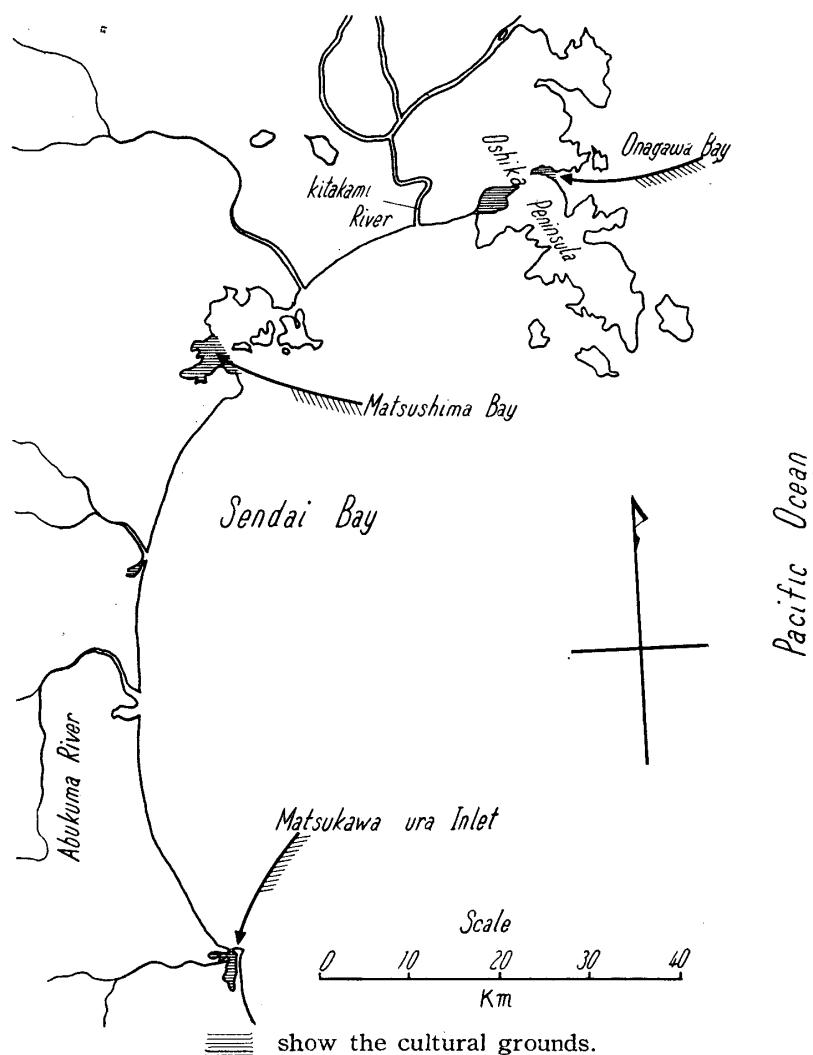 Onagawa Bay
Oshika
Peninsula
kitakami
River
Matsushima Bay
Sendai Bay
Pacific Ocean
Abukuma River
Matsukawa ura Inlet
Scale
0 10 20 30 40
Km
show the cultural grounds.